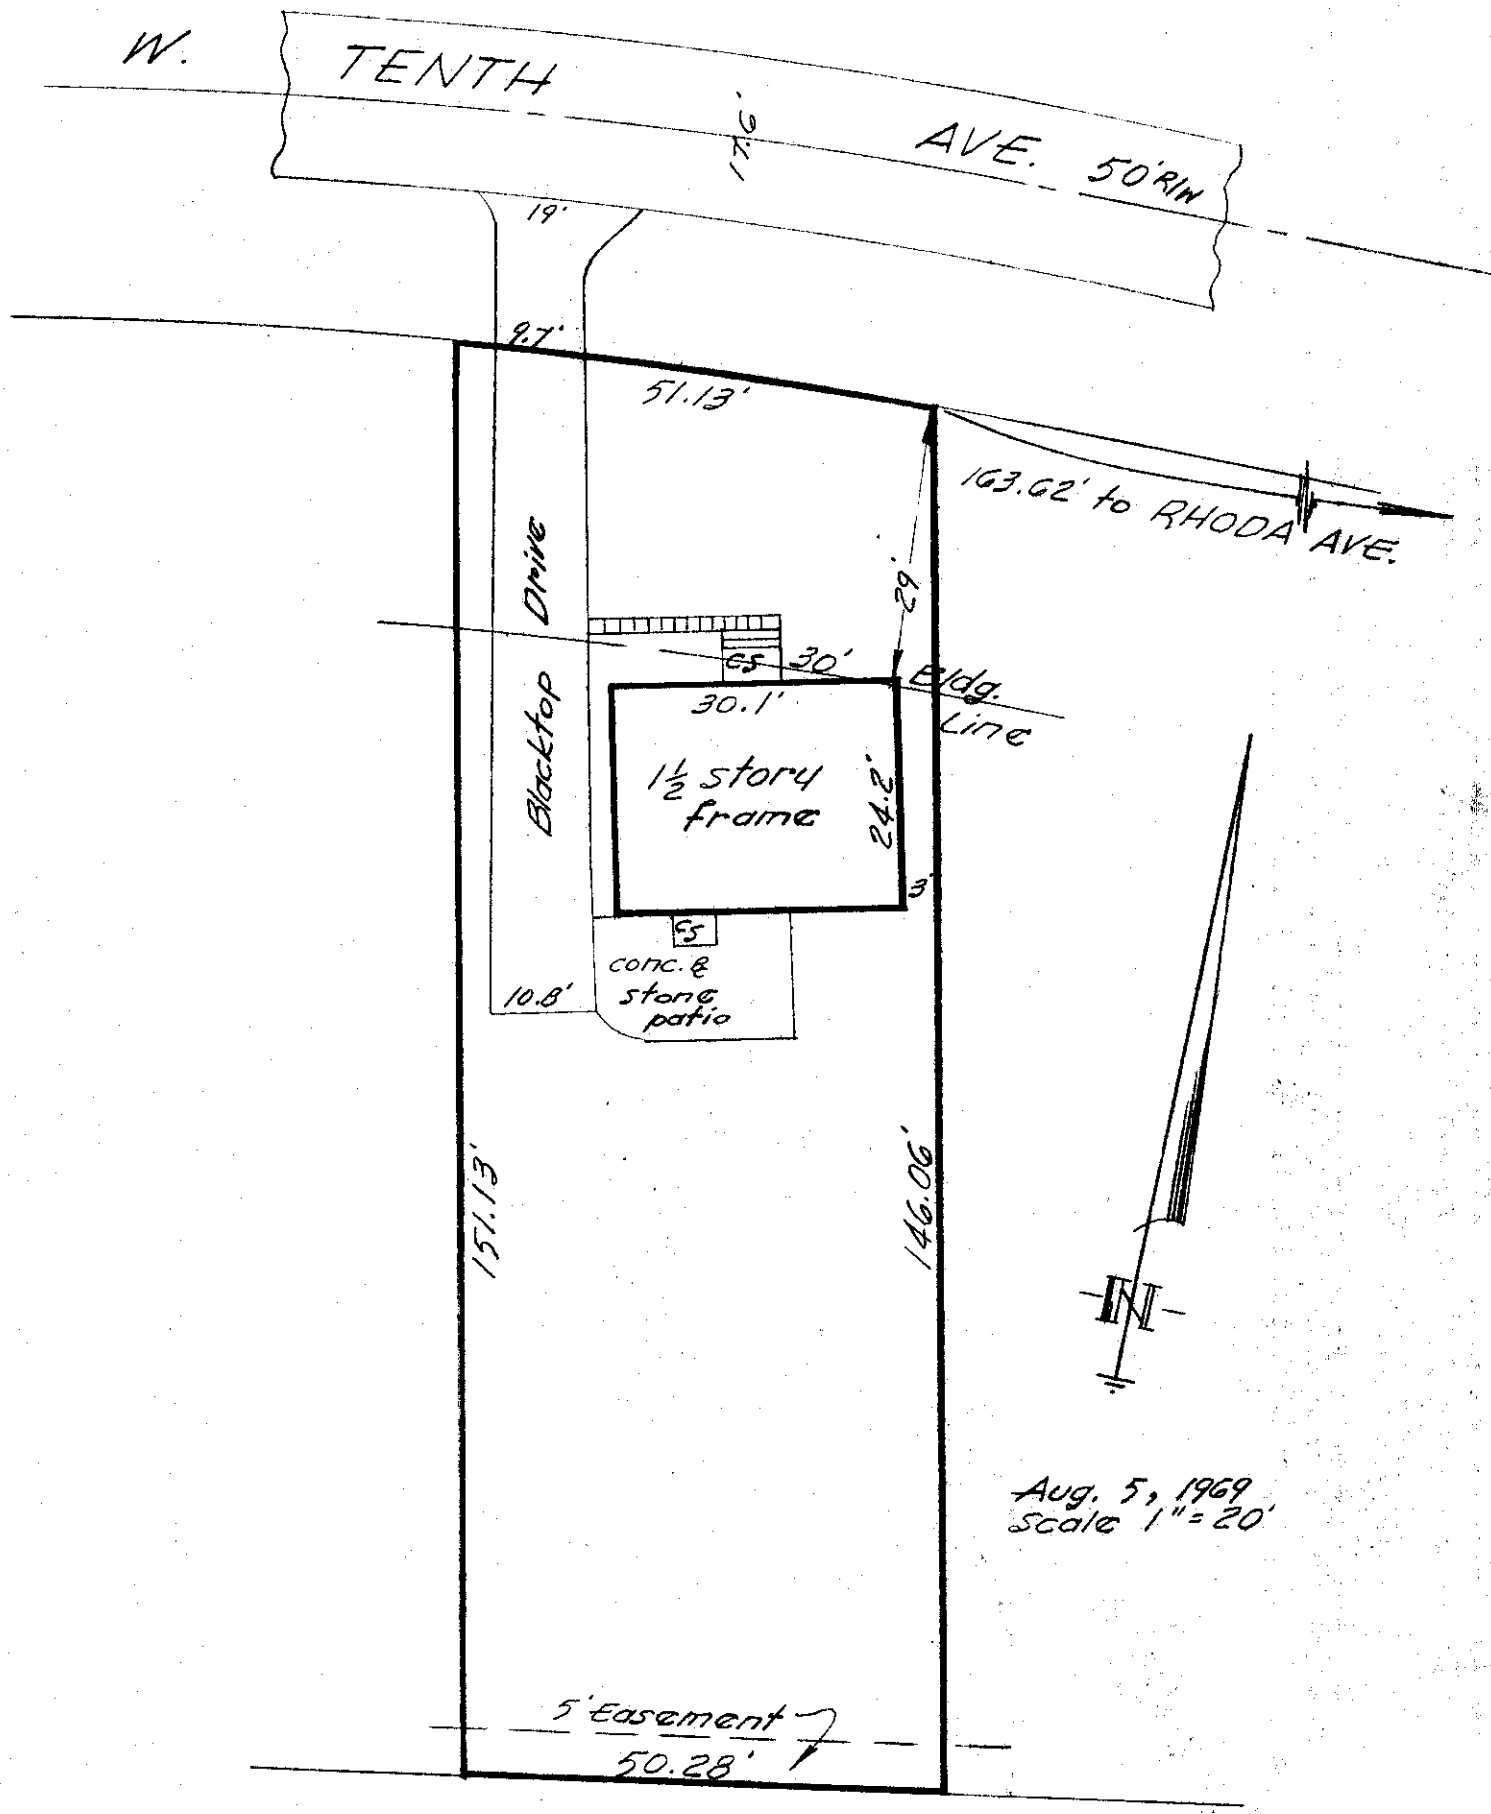 W. TENTH AVE. 50' R/W
17.6'
19'
9.7'
51.13'
163.62' to RHODA AVE.
29'
Blacktop Drive
CS
30'
Bldg.
Line
30.1'
1½ story
frame
24.2'
3'
CS
conc. &
stone
patio
10.8'
151.13'
146.06'
N
Aug. 5, 1969
Scale 1" = 20'
5' Easement
50.28'